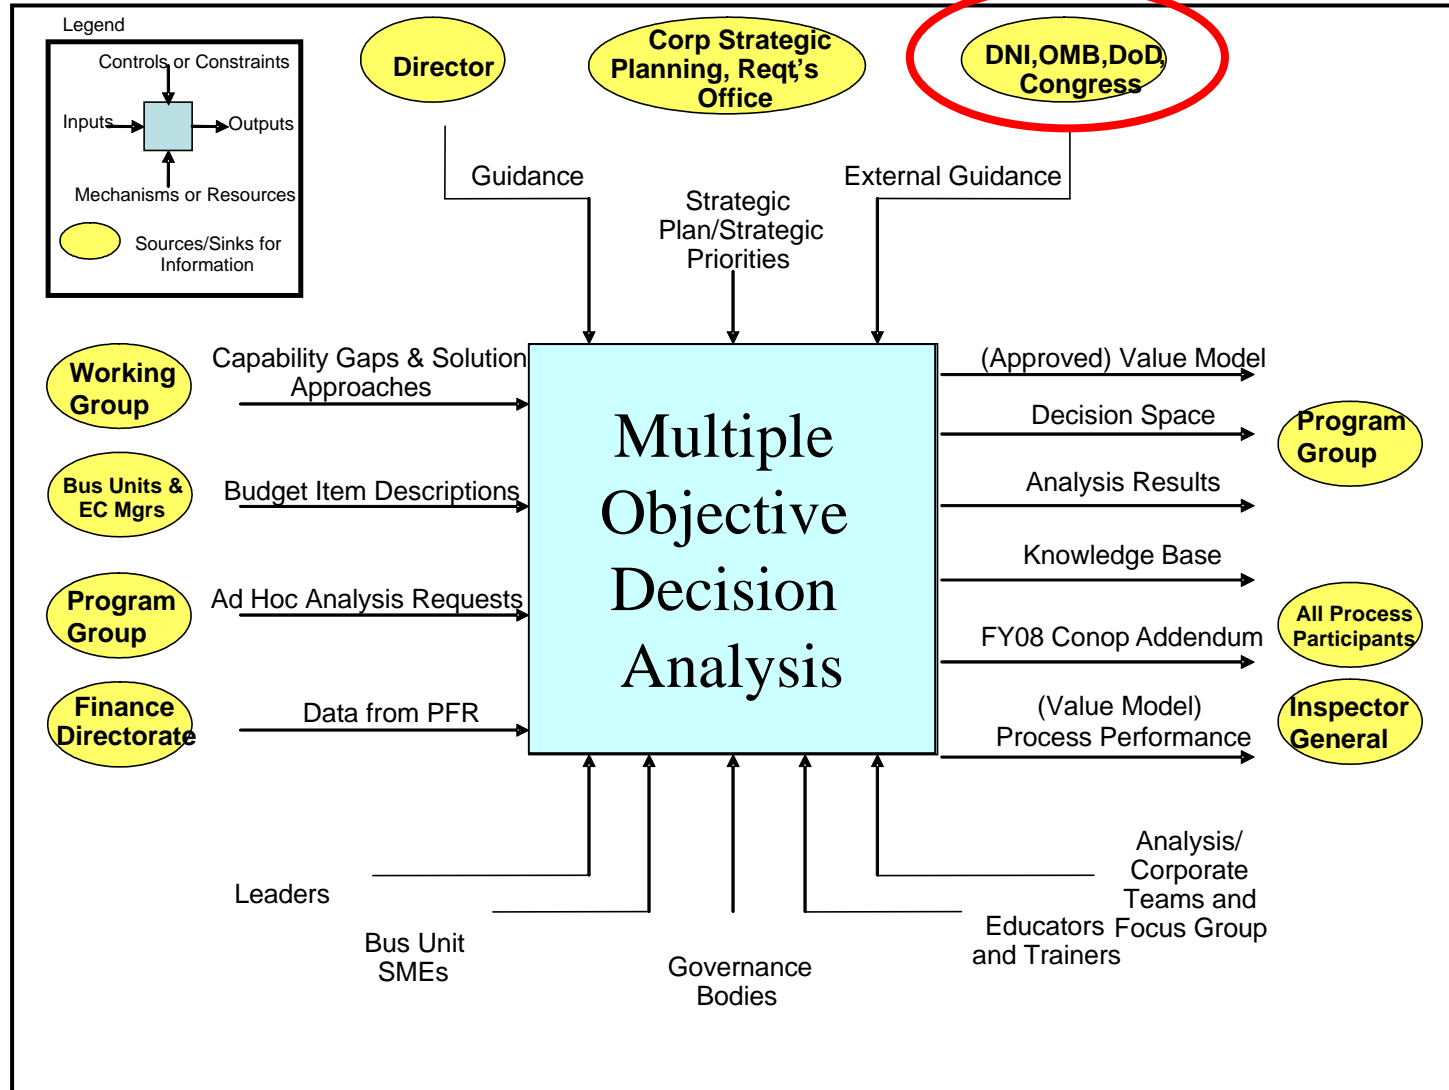 Legend
Controls or Constraints
Inputs
Outputs
Mechanisms or Resources
Sources/Sinks for
Information
Director
Corp Strategic
Planning, Reqt,'s
Office
DNI,OMB,DoD,
Congress
Guidance
Strategic
Plan/Strategic
Priorities
External Guidance
Working
Group
Capability Gaps & Solution
Approaches
Bus Units &
EC Mgrs
Budget Item Descriptions
Program
Group
Ad Hoc Analysis Requests
Finance
Directorate
Data from PFR
Multiple
Objective
Decision
Analysis
(Approved) Value Model
Decision Space
Program
Group
Analysis Results
Knowledge Base
FY08 Conop Addendum
All Process
Participants
(Value Model)
Process Performance
Inspector
General
Leaders
Bus Unit
SMEs
Governance
Bodies
Educators
and Trainers
Analysis/
Corporate
Teams and
Focus Group